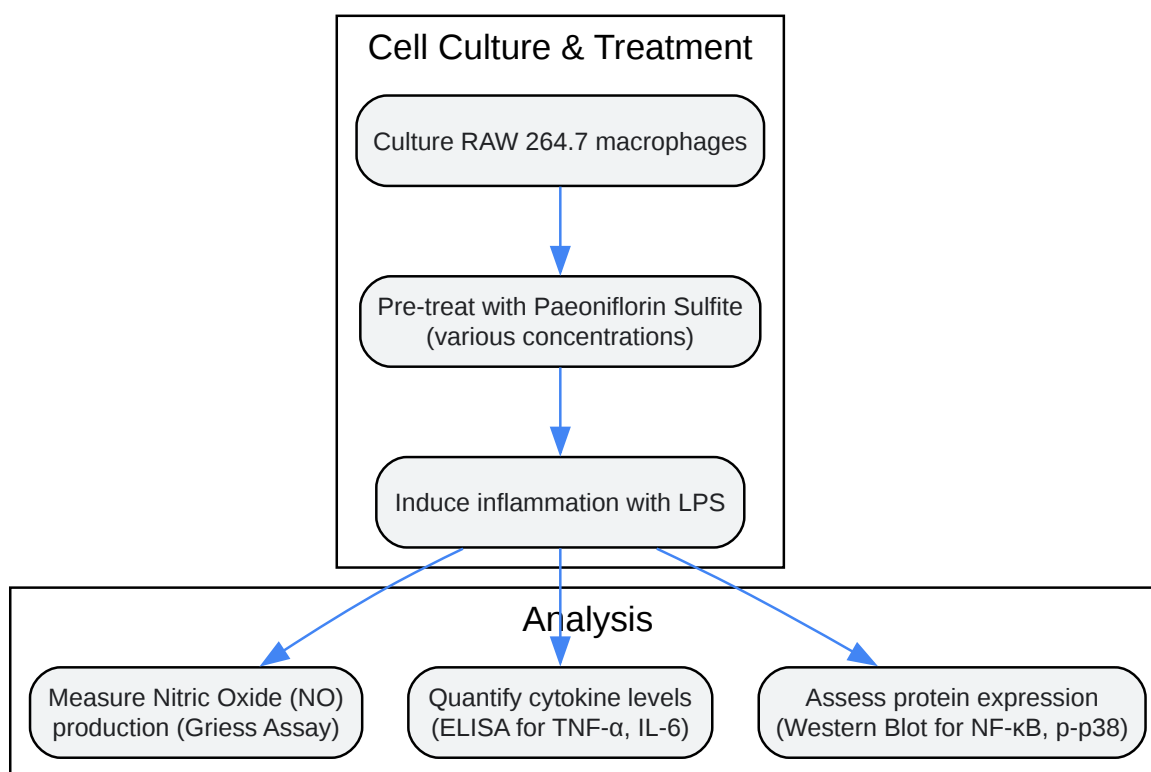 Cell Culture & Treatment
Culture RAW 264.7 macrophages
Pre-treat with Paeoniflorin Sulfite
(various concentrations)
Induce inflammation with LPS
Analysis
Measure Nitric Oxide (NO)
production (Griess Assay)
Quantify cytokine levels
(ELISA for TNF-α, IL-6)
Assess protein expression
(Western Blot for NF-κB, p-p38)